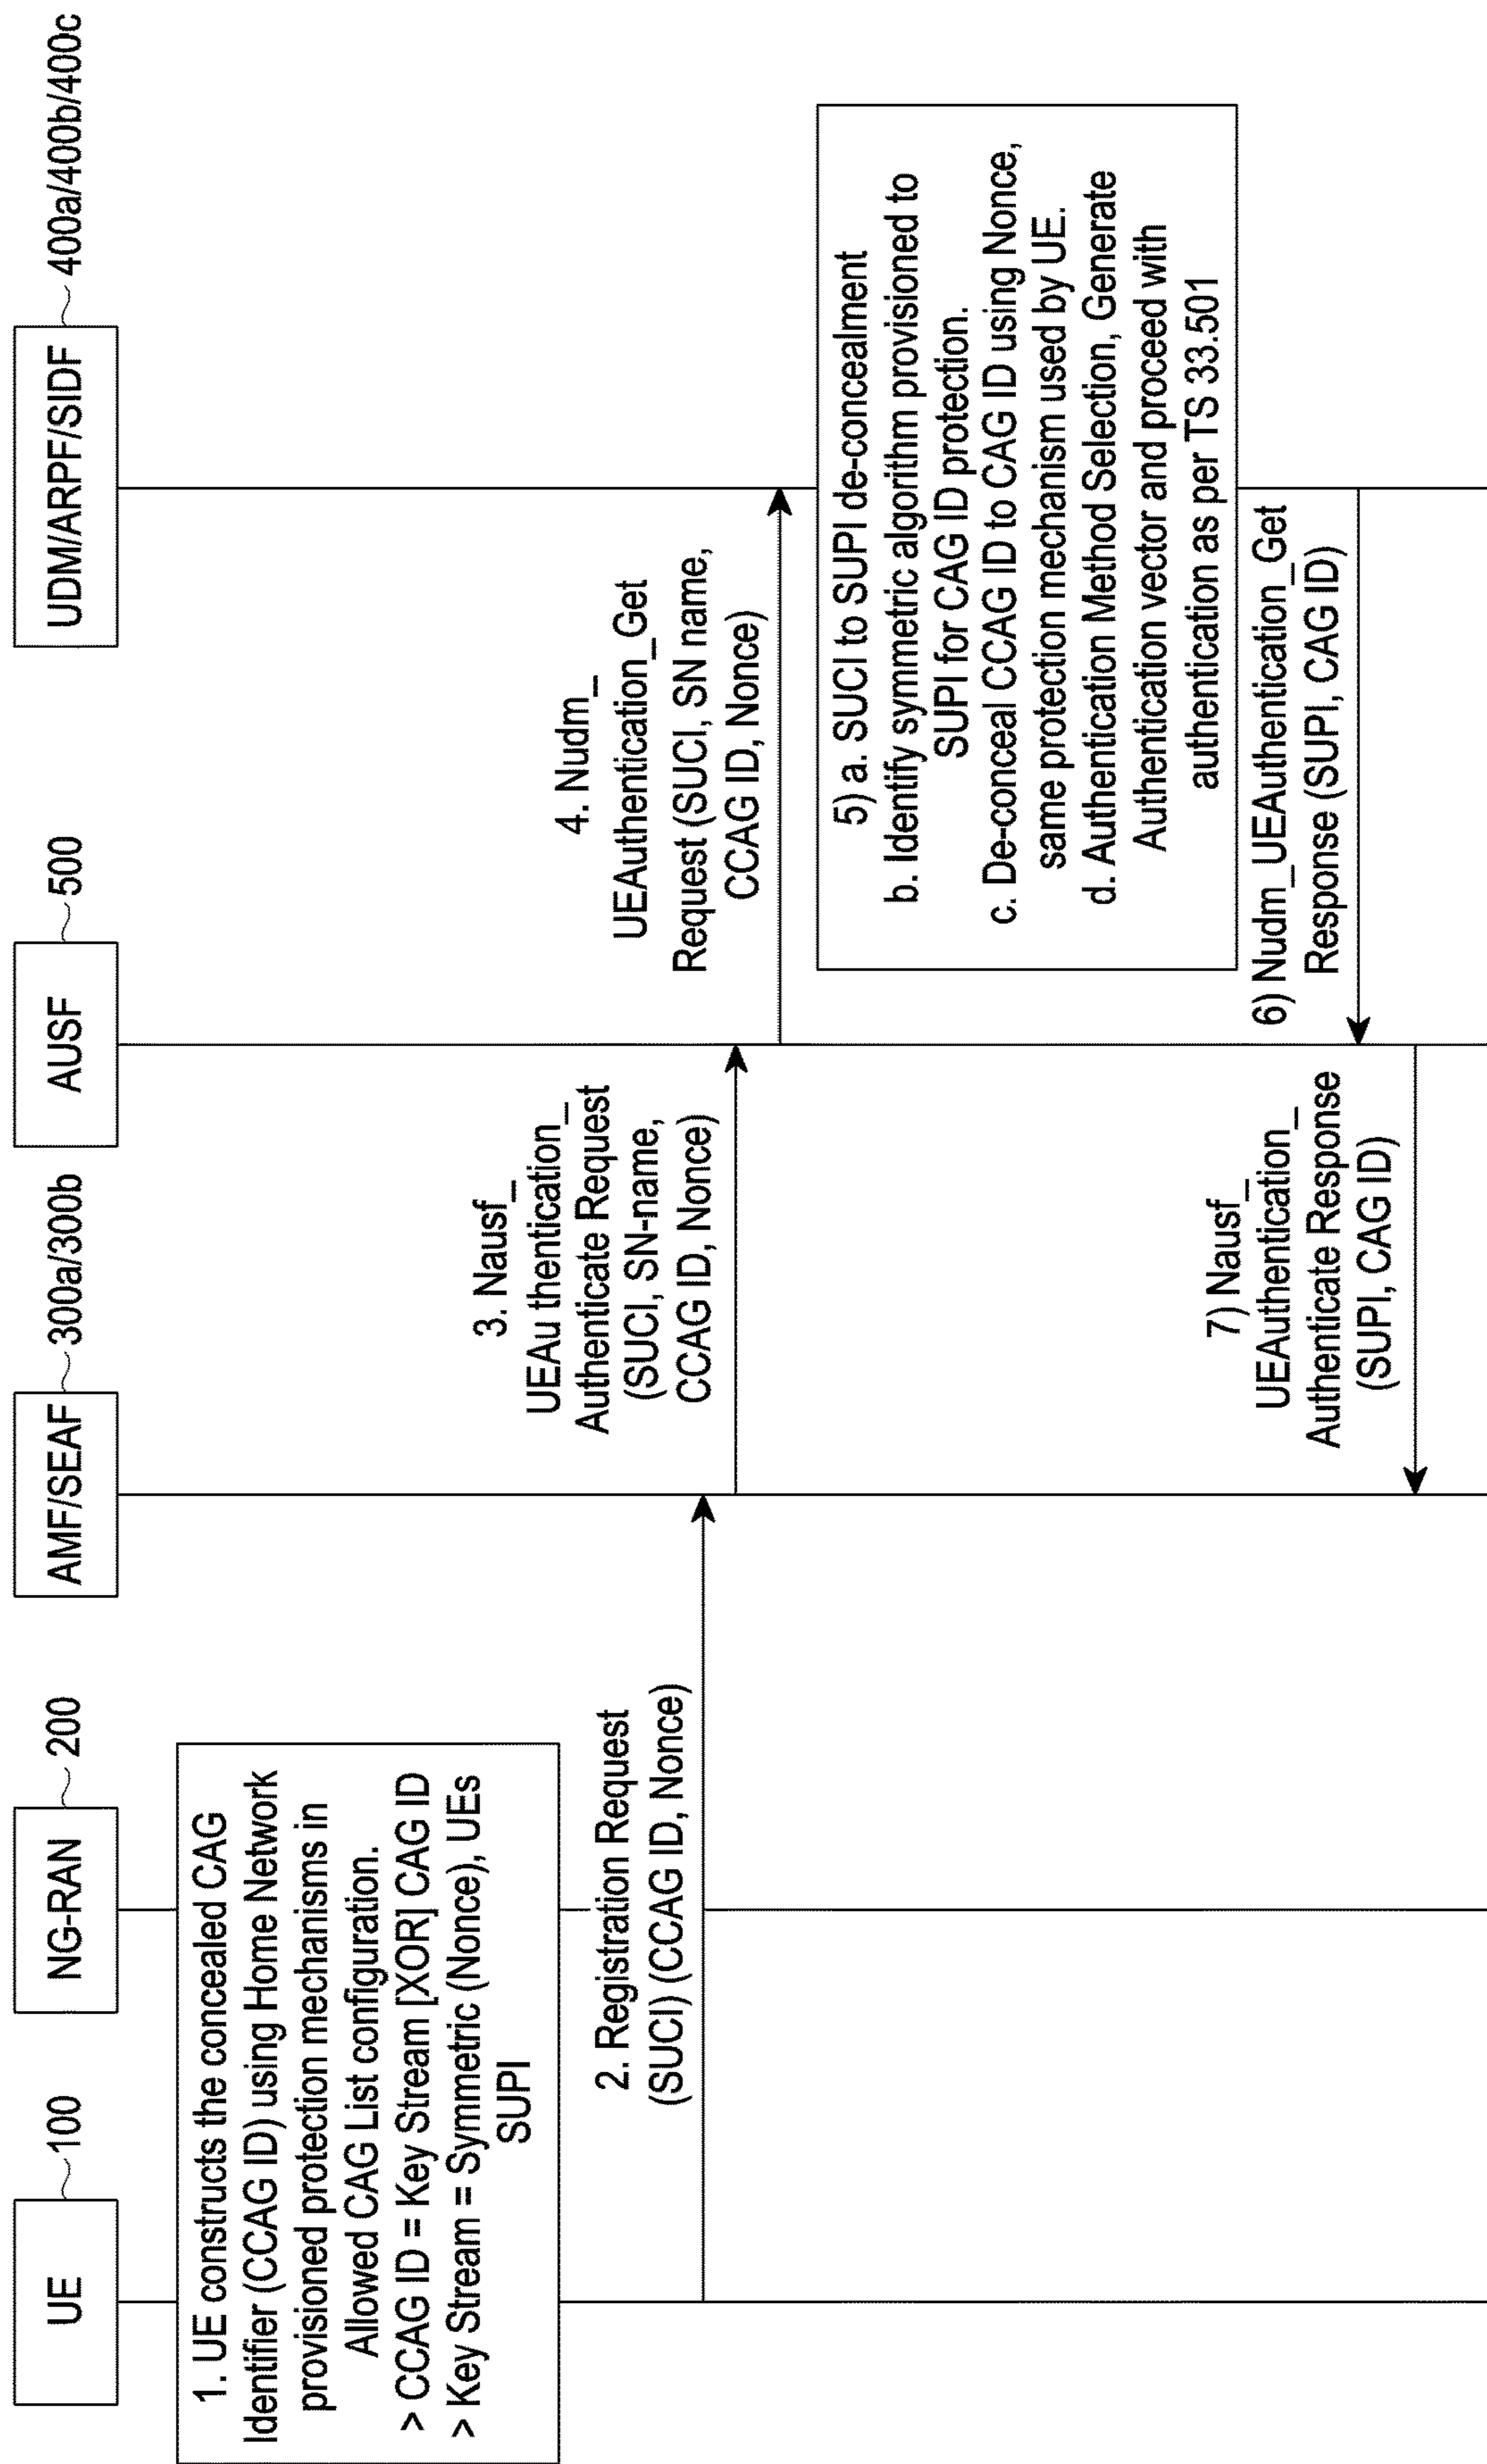 UE ~ 100
NG-RAN ~ 200
AMF/SEAF ~ 300a/300b
AUSF ~ 500
UDM/ARPF/SIDF ~ 400a/400b/400c
1. UE constructs the concealed CAG
Identifier (CCAG ID) using Home Network
provisioned protection mechanisms in
Allowed CAG List configuration.
> CCAG ID = Key Stream [XOR] CAG ID
> Key Stream = Symmetric (Nonce), UEs
SUPI
2. Registration Request
(SUCI) (CCAG ID, Nonce)
3. Nausf_
UEAu thentication_
Authenticate Request
(SUCI, SN-name,
CCAG ID, Nonce)
4. Nudm_
UEAuthentication_Get
Request (SUCI, SN name,
CCAG ID, Nonce)
5) a. SUCI to SUPI de-concealment
b. Identify symmetric algorithm provisioned to
SUPI for CAG ID protection.
c. De-conceal CCAG ID to CAG ID using Nonce,
same protection mechanism used by UE.
d. Authentication Method Selection, Generate
Authentication vector and proceed with
authentication as per TS 33.501
6) Nudm_UEAuthentication_Get
Response (SUPI, CAG ID)
7) Nausf_
UEAuthentication_
Authenticate Response
(SUPI, CAG ID)